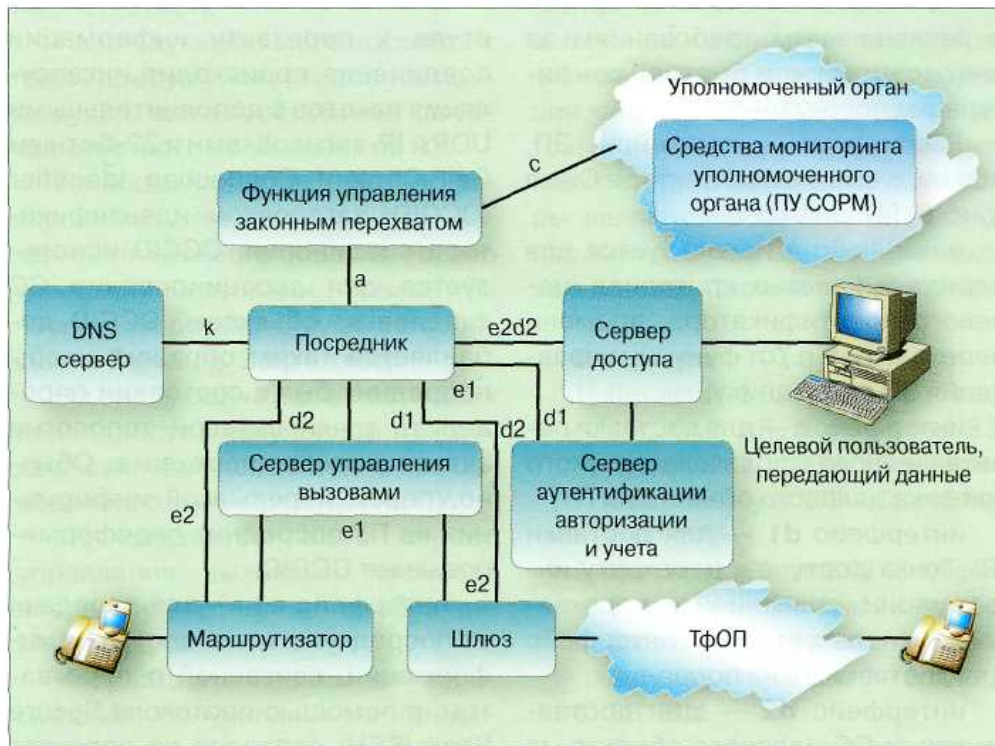 Уполномоченный орган
Средства мониторинга
уполномоченного
органа (ПУ СОРМ)
c
Функция управления
законным перехватом
a
DNS
сервер
k
Посредник
e2d2
Сервер
доступа
e1
d2
d1
d2
d1
Сервер управления
вызовами
Сервер
аутентификации
авторизации
и учета
Целевой пользователь,
передающий данные
e2
e1
e2
Маршрутизатор
Шлюз
ТфОП